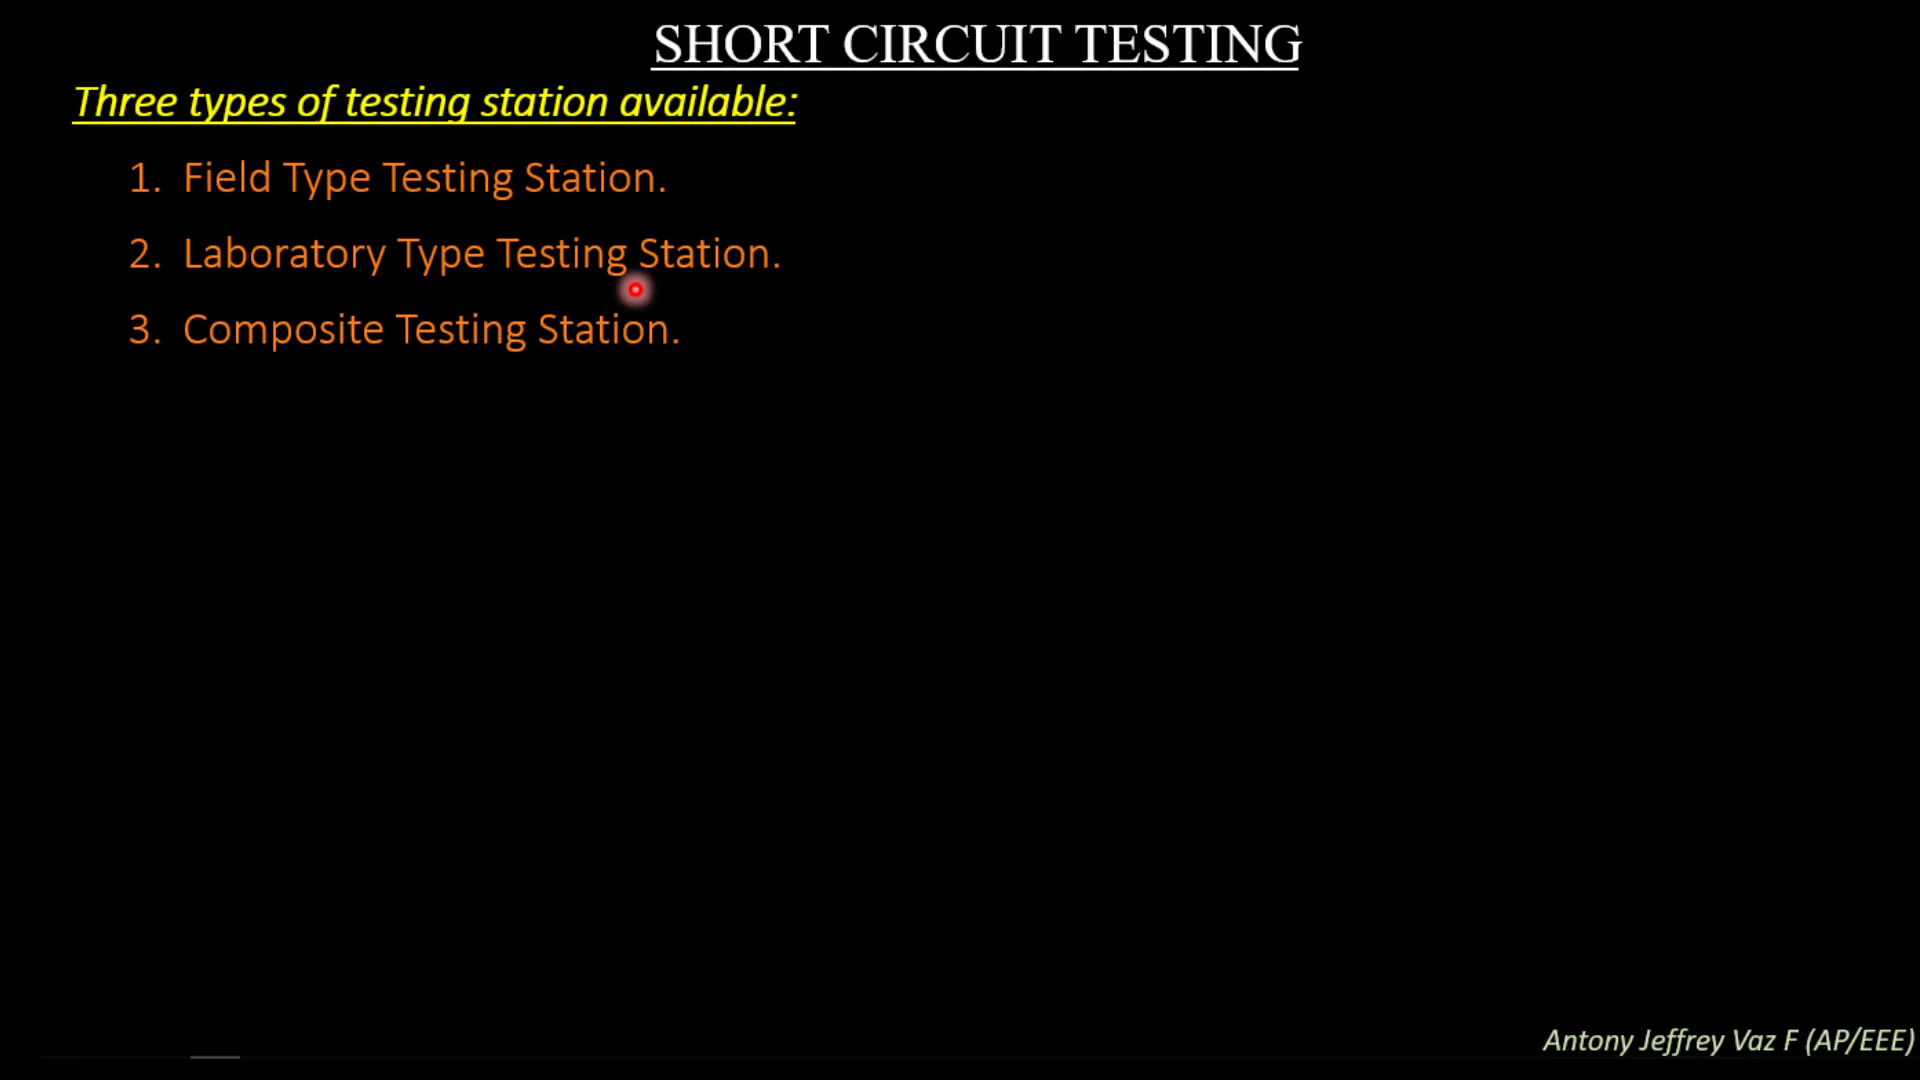 SHORT CIRCUIT TESTING
Three types of testing station available:
1. Field Type Testing Station.
2. Laboratory Type Testing Station.
3. Composite Testing Station.
Antony Jeffrey Vaz F (AP/EEE)